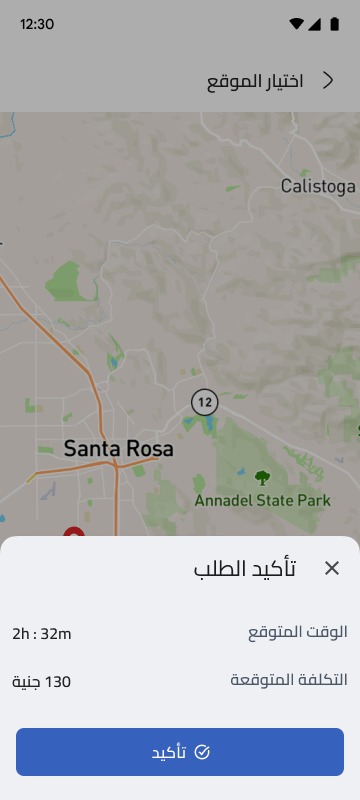 12:30
اختيار الموقع
Calistoga
12
Santa Rosa
Annadel State Park
تأكيد الطلب
الوقت المتوقع 2h : 32m
التكلفة المتوقعة 130 جنية
تأكيد